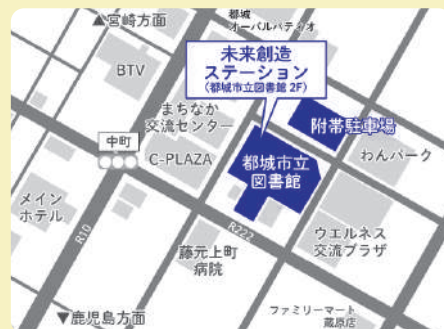 ▲宮崎方面
都城
オーバルパティオ
BTV
未来創造
ステーション
(都城市立図書館 2F)
まちなか
交流センター
附帯駐車場
中町
C-PLAZA
わんパーク
都城市立
図書館
メイン
ホテル
R10
R222
ウエルネス
交流プラザ
藤元上町
病院
ファミリーマート
蔵原店
▼鹿児島方面